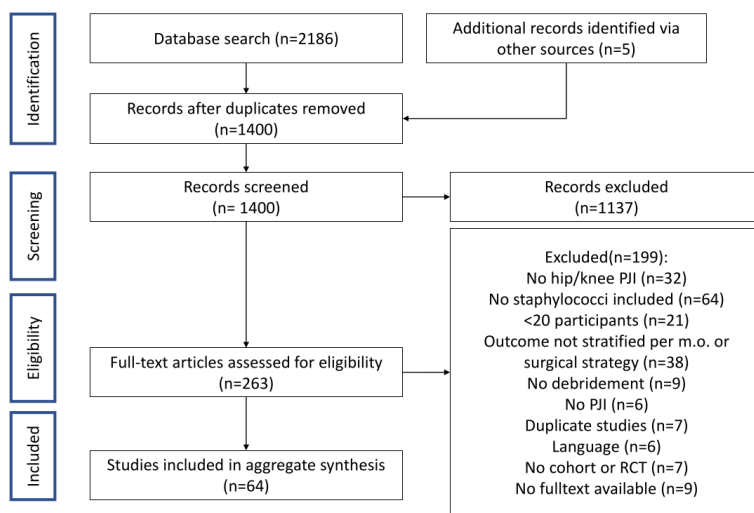 Identification
Database search (n=2186)
Additional records identified via
other sources (n=5)
Records after duplicates removed
(n=1400)
Screening
Records screened
(n= 1400)
Records excluded
(n=1137)
Eligibility
Full-text articles assessed for eligibility
(n=263)
Excluded(n=199):
No hip/knee PJI (n=32)
No staphylococci included (n=64)
<20 participants (n=21)
Outcome not stratified per m.o. or
surgical strategy (n=38)
No debridement (n=9)
No PJI (n=6)
Duplicate studies (n=7)
Language (n=6)
No cohort or RCT (n=7)
No fulltext available (n=9)
Included
Studies included in aggregate synthesis
(n=64)